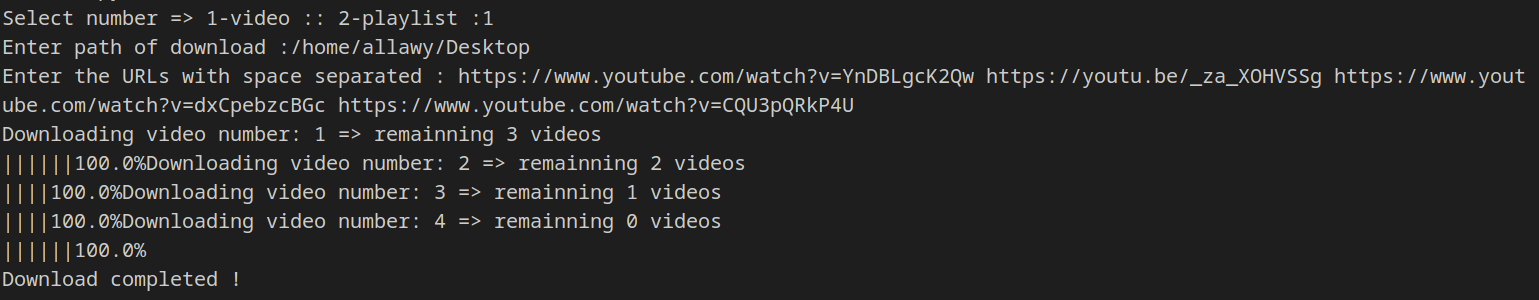 Select number => 1-video :: 2-playlist :1
Enter path of download :/home/allawy/Desktop
Enter the URLs with space separated : https://www.youtube.com/watch?v=YnDBLgcK2Qw https://youtu.be/_za_XOHVSSg https://www.yout
ube.com/watch?v=dxCpebzcBGc https://www.youtube.com/watch?v=CQU3pQRkP4U
Downloading video number: 1 => remainning 3 videos
||||||100.0%Downloading video number: 2 => remainning 2 videos
||||100.0%Downloading video number: 3 => remainning 1 videos
||||100.0%Downloading video number: 4 => remainning 0 videos
||||||100.0%
Download completed !